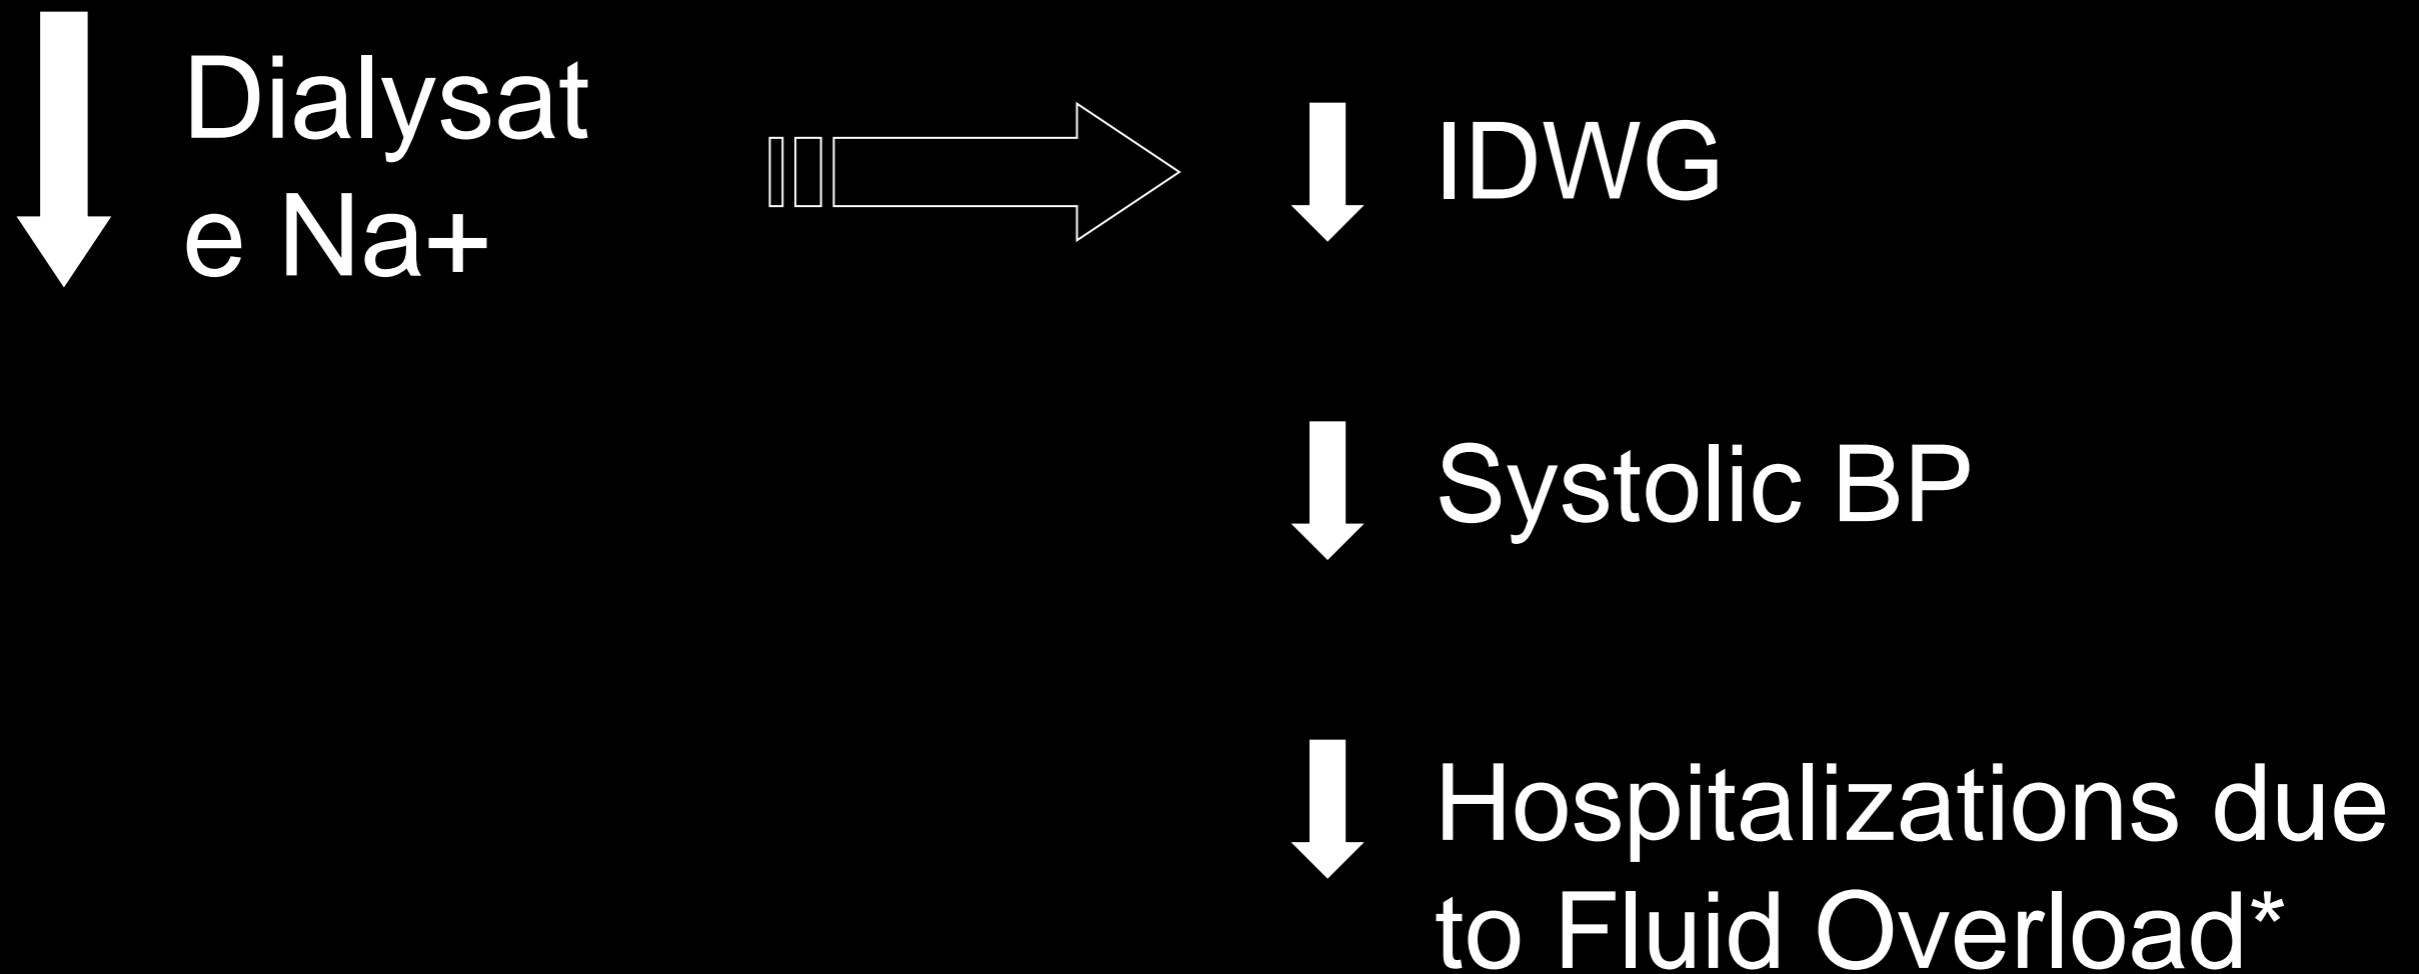 Dialysat
e Na+
IDWG
Systolic BP
Hospitalizations due
to Fluid Overload*